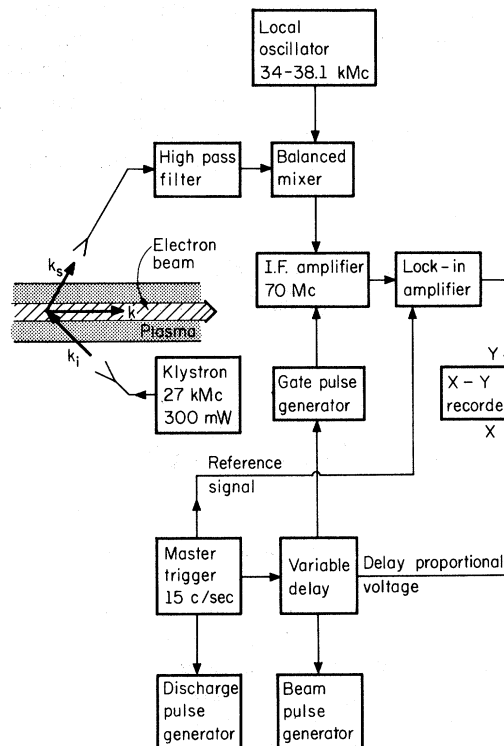 Local
oscillator
34-38.1 kMc
High pass
filter
Balanced
mixer
Electron
beam
k_s
k
k_i
Plasma
I.F. amplifier
70 Mc
Lock-in
amplifier
Klystron
27 kMc
300 mW
Gate pulse
generator
Y
X - Y
recorde
X
Reference
signal
Master
trigger
15 c/sec
Variable
delay
Delay proportional
voltage
Discharge
pulse
generator
Beam
pulse
generator